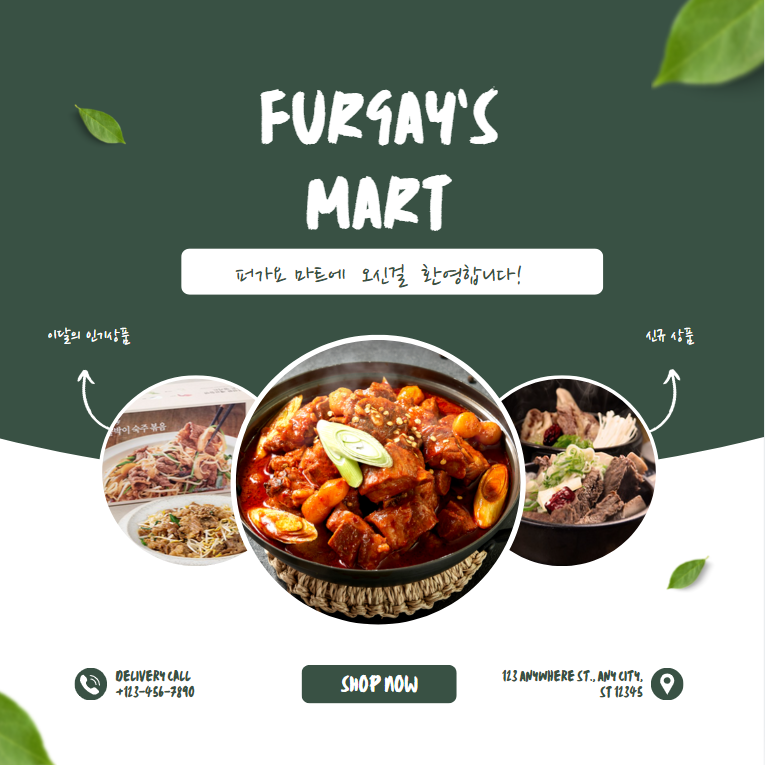 FURGAY'S
MART
퍼가요 마트에 오신걸 환영합니다!
이달의 인기상품
신규 상품
바이 숙주볶음
DELIVERY CALL
+123-456-7890
SHOP NOW
123 ANYWHERE ST., ANY CITY,
ST 12345